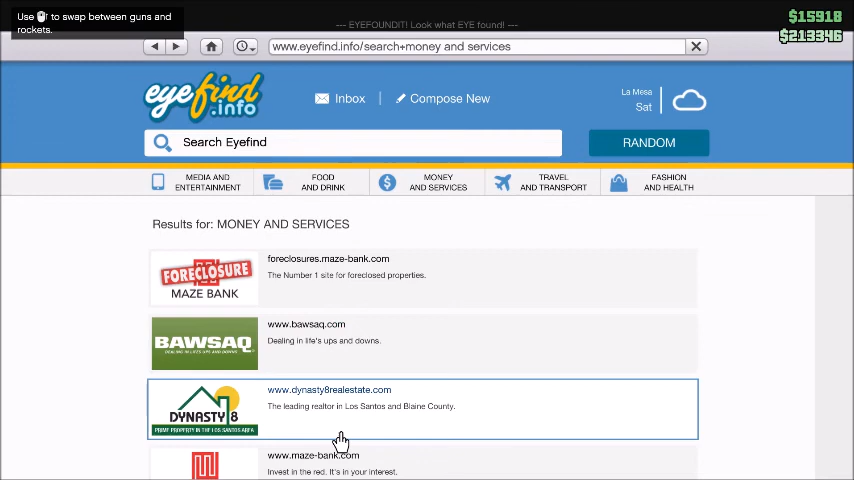 Use to swap between guns and
rockets.
--- EYEFOUNDIT! Look what EYE found! ---
$15918
$213346
www.eyefind.info/search+money and services
eyefind
.info
Inbox
Compose New
La Mesa
Sat
Search Eyefind
RANDOM
MEDIA AND
ENTERTAINMENT
FOOD
AND DRINK
MONEY
AND SERVICES
TRAVEL
AND TRANSPORT
FASHION
AND HEALTH
Results for: MONEY AND SERVICES
FORECLOSURE
MAZE BANK
foreclosures.maze-bank.com
The Number 1 site for foreclosed properties.
BAWSAQ
DEALING IN LIFE'S UPS AND DOWNS
www.bawsaq.com
Dealing in life's ups and downs.
DYNASTY 8
PRIME PROPERTY IN THE LOS SANTOS AREA
www.dynasty8realestate.com
The leading realtor in Los Santos and Blaine County.
www.maze-bank.com
Invest in the red. It's in your interest.